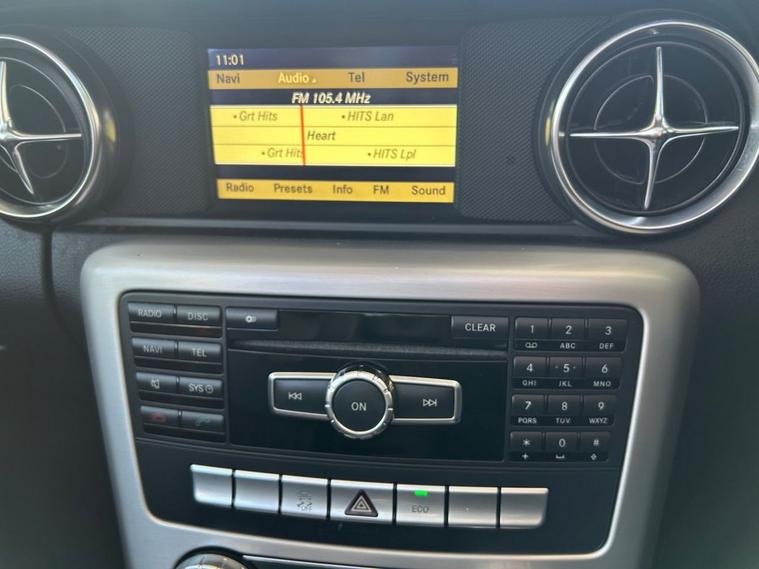 11:01
Navi Audio Tel System
FM 105.4 MHz
• Grt Hits • HITS Lan
Heart
• Grt Hits • HITS Lpl
Radio Presets Info FM Sound
RADIO DISC CLEAR 1 2 3
ABC DEF
NAVI TEL 4 5 6
GHI JKL MNO
SYS ON 7 8 9
PQRS TUV WXYZ
* 0 #
+
OFF ECO